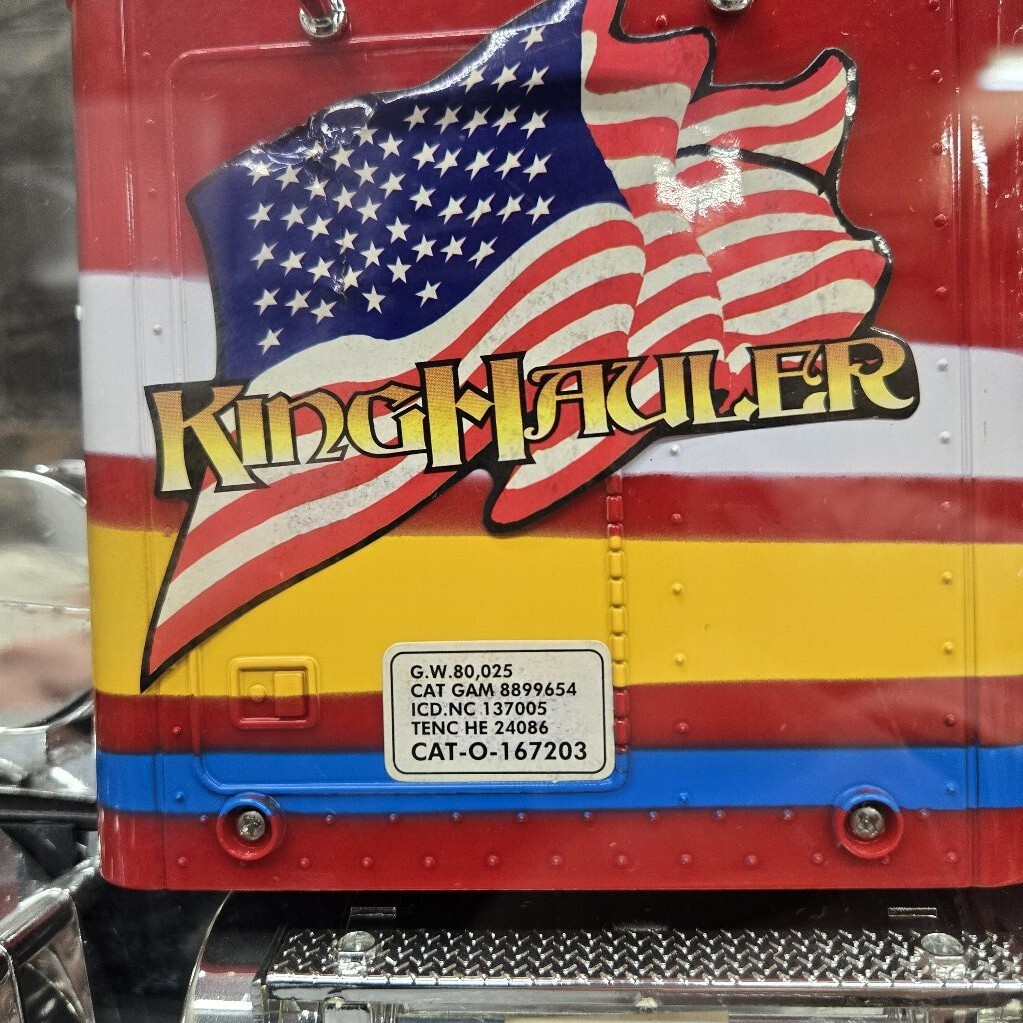 KingHauler
G.W.80,025
CAT GAM 8899654
ICD.NC 137005
TENC HE 24086
CAT-O-167203